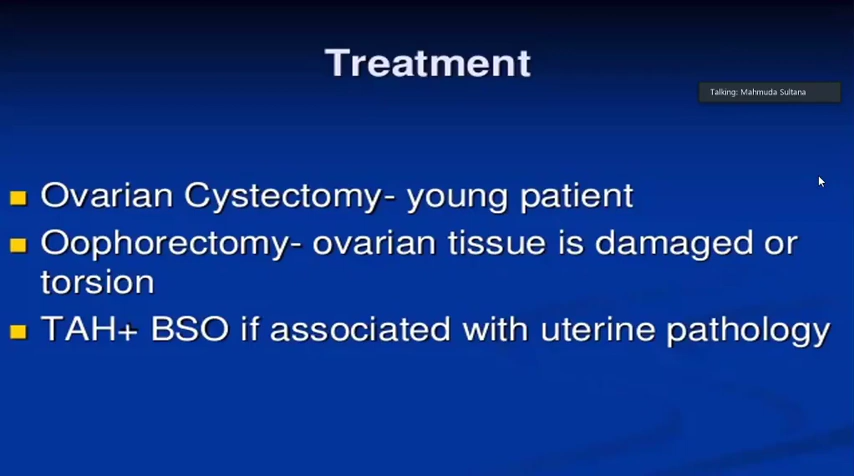 Treatment
Talking: Mahmuda Sultana
Ovarian Cystectomy- young patient
Oophorectomy- ovarian tissue is damaged or
torsion
TAH+ BSO if associated with uterine pathology